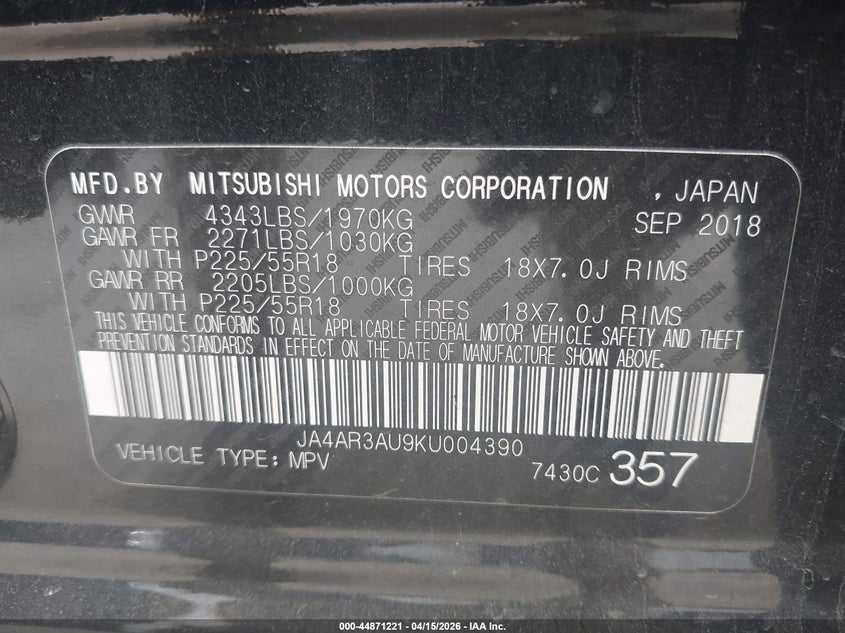 MFD.BY MITSUBISHI MOTORS CORPORATION , JAPAN
GVWR 4343LBS/1970KG SEP 2018
GAWR FR 2271LBS/1030KG
WITH P225/55R18 TIRES 18X7.0J RIMS
GAWR RR 2205LBS/1000KG
WITH P225/55R18 TIRES 18X7.0J RIMS
THIS VEHICLE CONFORMS TO ALL APPLICABLE FEDERAL MOTOR VEHICLE SAFETY AND THEFT
PREVENTION STANDARDS IN EFFECT ON THE DATE OF MANUFACTURE SHOWN ABOVE.
JA4AR3AU9KU004390
VEHICLE TYPE: MPV 7430C 357
000-44871221 - 04/15/2026 - IAA Inc.